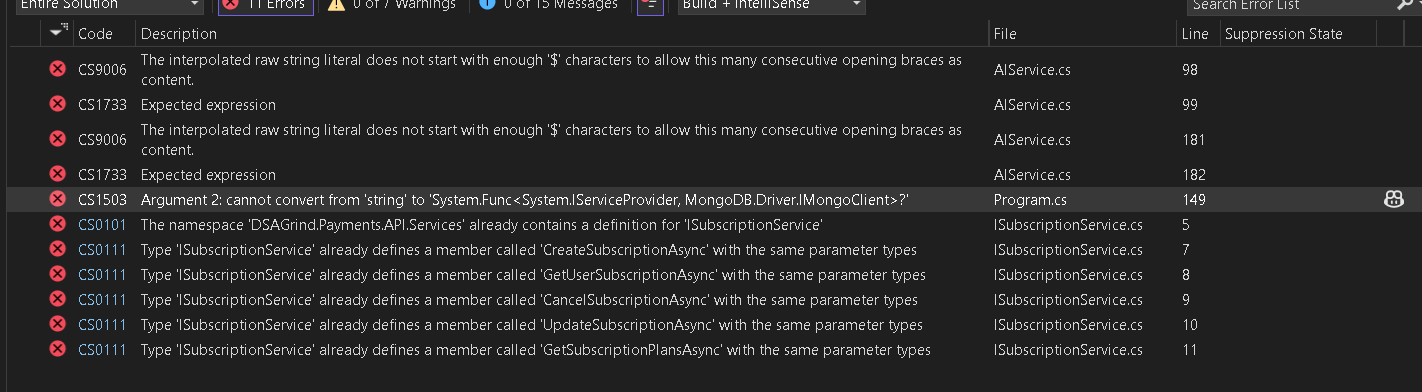 Entire Solution
11 Errors
0 of 7 Warnings
0 of 15 Messages
Build + IntelliSense
Search Error List
Code Description File Line Suppression State
CS9006 The interpolated raw string literal does not start with enough '$' characters to allow this many consecutive opening braces as content. AIService.cs 98
CS1733 Expected expression AIService.cs 99
CS9006 The interpolated raw string literal does not start with enough '$' characters to allow this many consecutive opening braces as content. AIService.cs 181
CS1733 Expected expression AIService.cs 182
CS1503 Argument 2: cannot convert from 'string' to 'System.Func<System.IServiceProvider, MongoDB.Driver.IMongoClient>?' Program.cs 149
CS0101 The namespace 'DSAGrind.Payments.API.Services' already contains a definition for 'ISubscriptionService' ISubscriptionService.cs 5
CS0111 Type 'ISubscriptionService' already defines a member called 'CreateSubscriptionAsync' with the same parameter types ISubscriptionService.cs 7
CS0111 Type 'ISubscriptionService' already defines a member called 'GetUserSubscriptionAsync' with the same parameter types ISubscriptionService.cs 8
CS0111 Type 'ISubscriptionService' already defines a member called 'CancelSubscriptionAsync' with the same parameter types ISubscriptionService.cs 9
CS0111 Type 'ISubscriptionService' already defines a member called 'UpdateSubscriptionAsync' with the same parameter types ISubscriptionService.cs 10
CS0111 Type 'ISubscriptionService' already defines a member called 'GetSubscriptionPlansAsync' with the same parameter types ISubscriptionService.cs 11